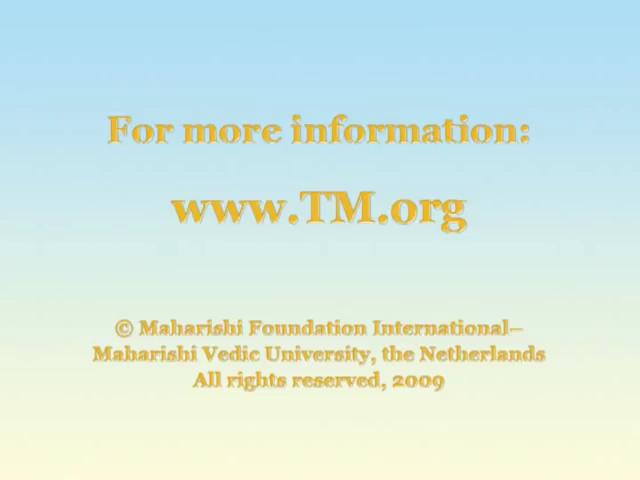 For more information:
www.TM.org
© Maharishi Foundation International–
Maharishi Vedic University, the Netherlands
All rights reserved, 2009